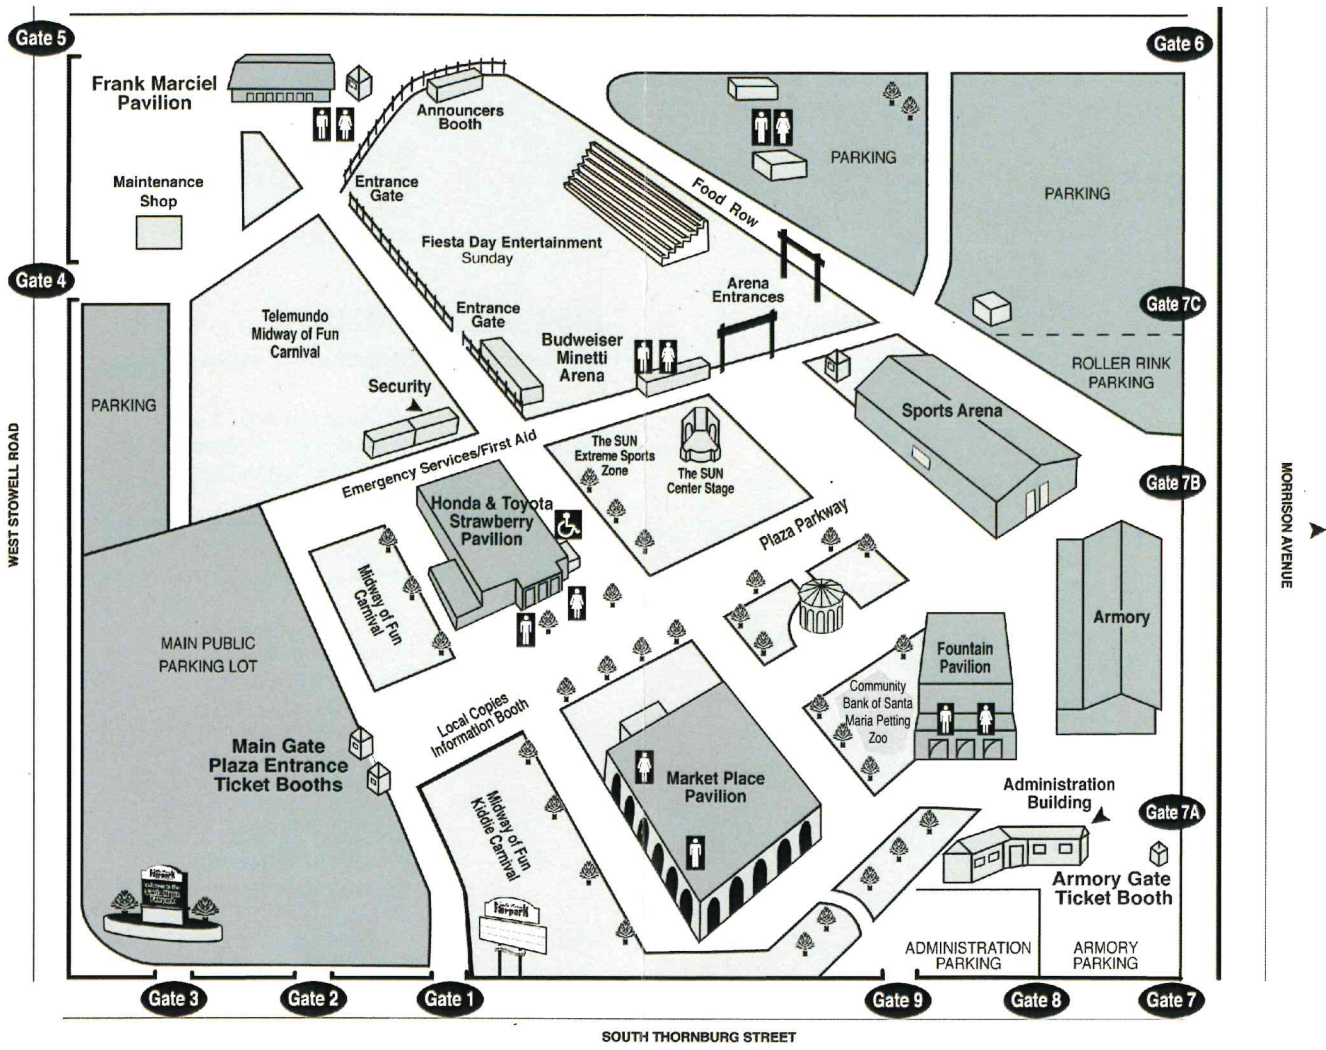 Gate 5
Gate 6
Frank Marciel
Pavilion
Announcers
Booth
PARKING
PARKING
Maintenance
Shop
Entrance
Gate
Food Row
Fiesta Day Entertainment
Sunday
Gate 4
Arena
Entrances
Gate 7C
Telemundo
Midway of Fun
Carnival
Entrance
Gate
Budweiser
Minetti
Arena
ROLLER RINK
PARKING
Security
PARKING
Sports Arena
WEST STOWELL ROAD
Emergency Services/First Aid
The SUN
Extreme Sports
Zone
The SUN
Center Stage
Gate 7B
MORRISON AVENUE
Honda & Toyota
Strawberry
Pavilion
Plaza Parkway
Midway of Fun
Carnival
MAIN PUBLIC
PARKING LOT
Armory
Fountain
Pavilion
Community
Bank of Santa
Maria Petting
Zoo
Local Copies
Information Booth
Main Gate
Plaza Entrance
Ticket Booths
Market Place
Pavilion
Administration
Building
Gate 7A
Midway of Fun
Kiddie Carnival
Armory Gate
Ticket Booth
Fairpark
Fairpark
ADMINISTRATION
PARKING
ARMORY
PARKING
Gate 3
Gate 2
Gate 1
Gate 9
Gate 8
Gate 7
SOUTH THORNBURG STREET